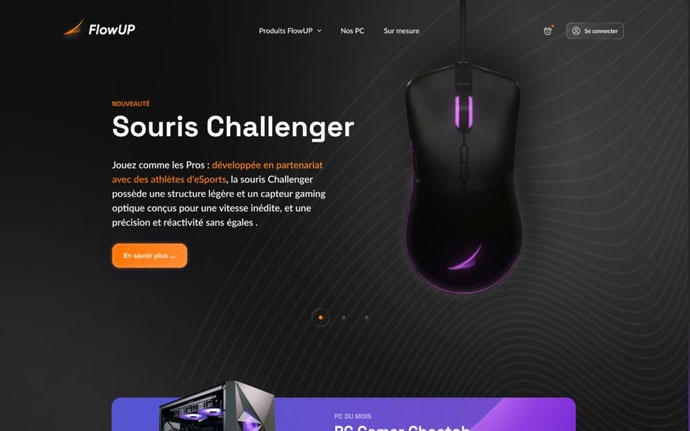 FlowUP
Produits FlowUP
Nos PC
Sur mesure
Se connecter
NOUVEAUTÉ
Souris Challenger
Jouez comme les Pros : développée en partenariat
avec des athlètes d'eSports, la souris Challenger
possède une structure légère et un capteur gaming
optique conçus pour une vitesse inédite, et une
précision et réactivité sans égales .
En savoir plus ...
PC DU MOIS
PC Gamer Cheetah